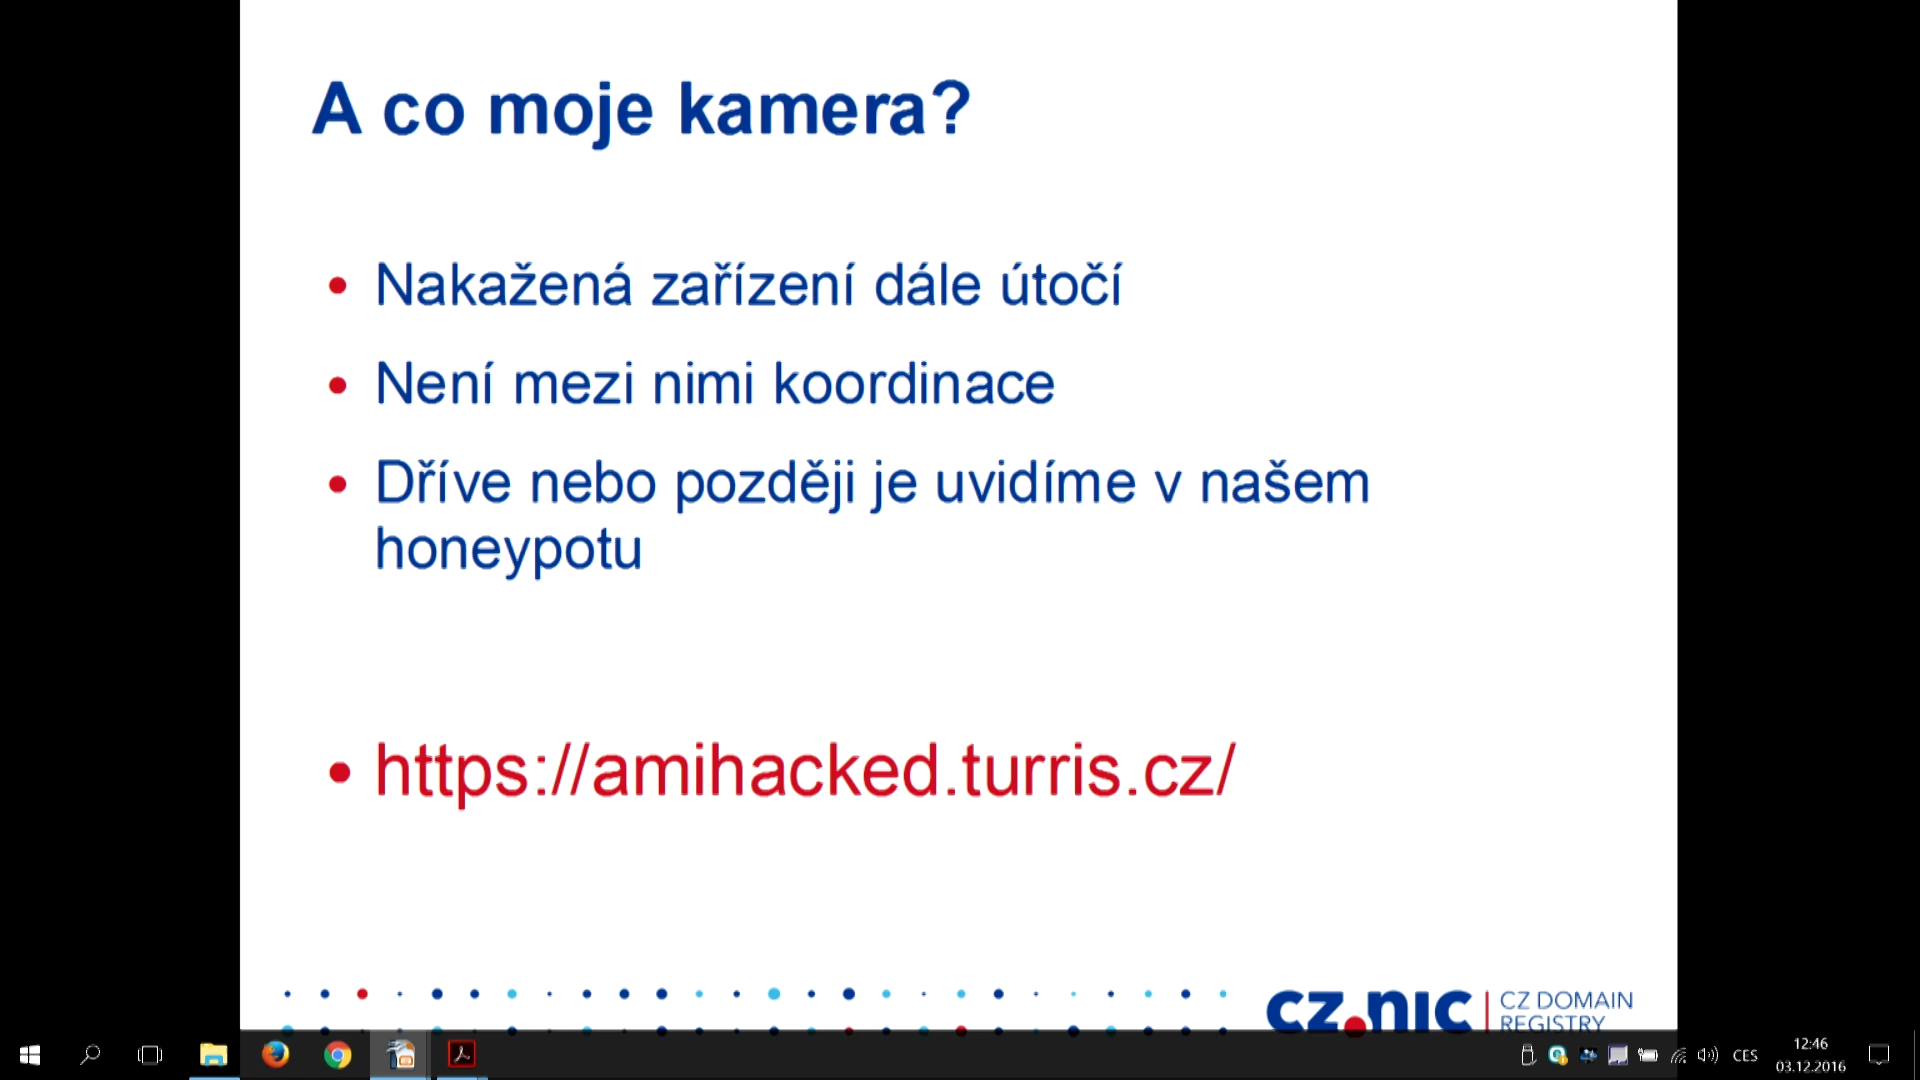 A co moje kamera?
Nakažená zařízení dále útočí
Není mezi nimi koordinace
Dříve nebo později je uvidíme v našem
honeypotu
https://amihacked.turris.cz/
CZ.NIC
CZ DOMAIN
REGISTRY
CES
12:46
03.12.2016